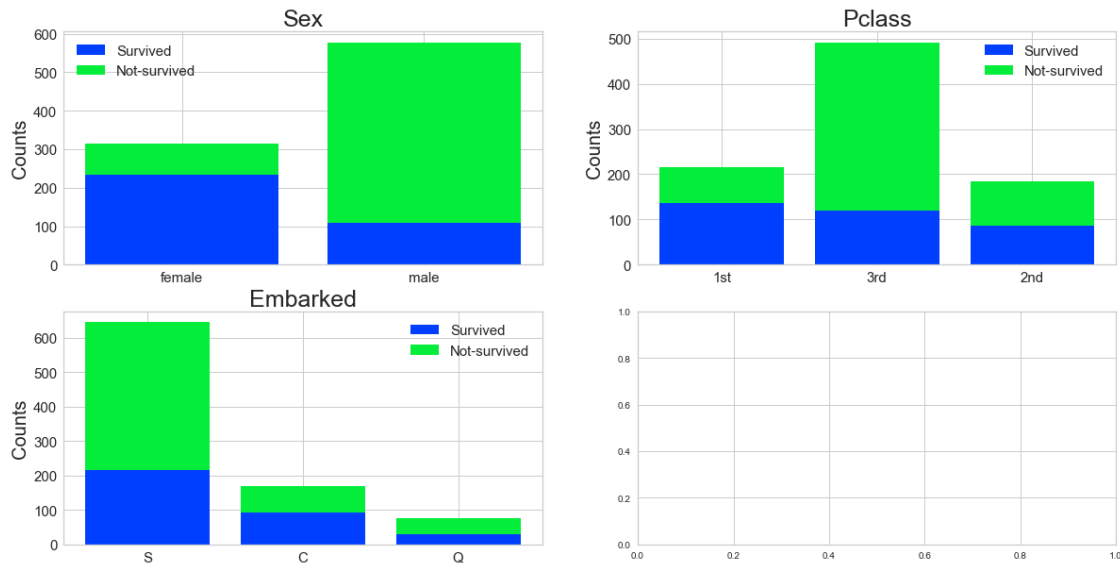 Sex
Counts
600
500
400
300
200
100
0
Survived
Not-survived
female male
Pclass
Counts
500
400
300
200
100
0
Survived
Not-survived
1st 3rd 2nd
Embarked
Counts
600
500
400
300
200
100
0
Survived
Not-survived
S C Q
1.0
0.8
0.6
0.4
0.2
0.0
0.0 0.2 0.4 0.6 0.8 1.0